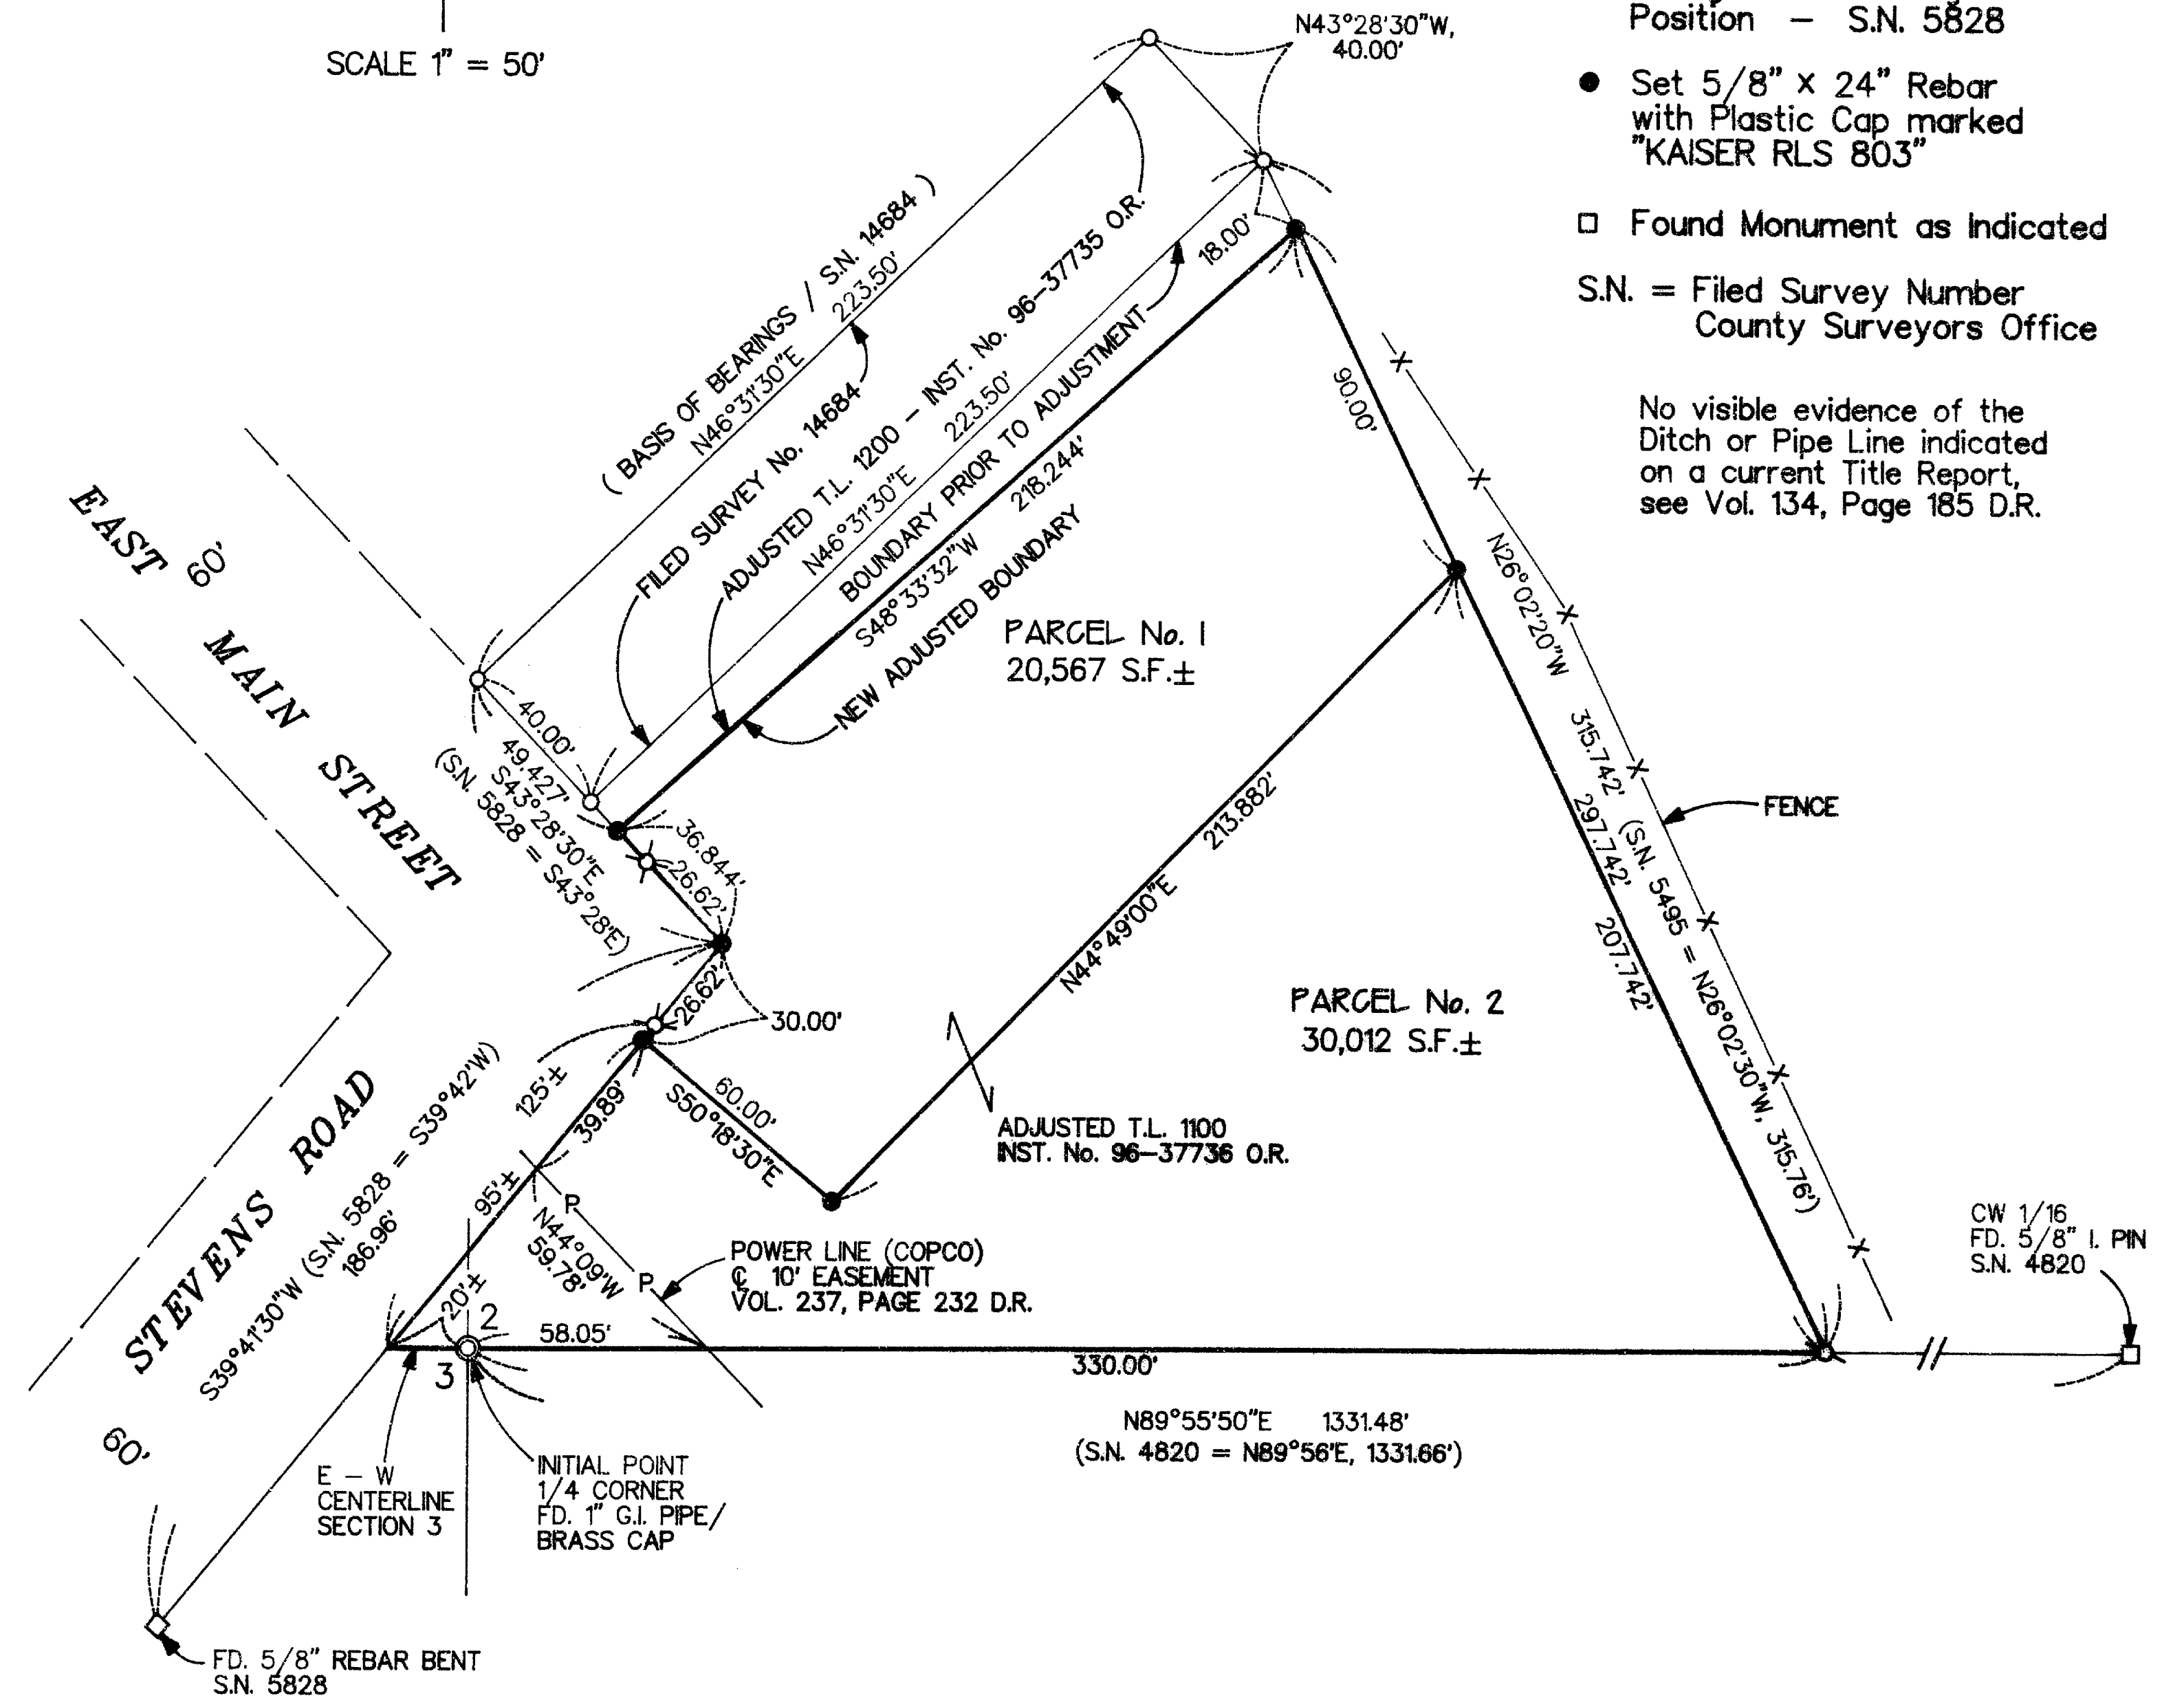 SCALE 1" = 50'
N43°28'30"W,
40.00'
Position – S.N. 5828
Set 5/8" X 24" Rebar
with Plastic Cap marked
"KAISER RLS 803"
Found Monument as Indicated
S.N. = Filed Survey Number
County Surveyors Office
No visible evidence of the
Ditch or Pipe Line indicated
on a current Title Report,
see Vol. 134, Page 185 D.R.
( BASIS OF BEARINGS / S.N. 14684 )
N46°31'30"E 223.50'
FILED SURVEY No. 14684
ADJUSTED T.L. 1200 – INST. No. 96–37735 O.R.
N46°31'30"E 223.50'
18.00'
BOUNDARY PRIOR TO ADJUSTMENT
S48°33'32"W 218.244'
NEW ADJUSTED BOUNDARY
PARCEL No. 1
20,567 S.F.±
90.00'
EAST MAIN STREET
60'
40.00'
49.427'
S43°28'30"E
(S.N. 5828 = S43°28'E)
36.844'
26.62'
26.62'
30.00'
N26°02'20"W 315.742' (S.N. 5495 = N26°02'30"W, 315.76')
297.742'
207.742'
FENCE
213.882'
N44°49'00"E
PARCEL No. 2
30,012 S.F.±
ADJUSTED T.L. 1100
INST. No. 96–37736 O.R.
STEVENS ROAD
60'
S39°41'30"W (S.N. 5828 = S39°42'W)
186.96'
125'±
39.89'
95'±
20'±
60.00'
S50°18'30"E
P
P
N44°09'W
59.78'
POWER LINE (COPCO)
℄ 10' EASEMENT
VOL. 237, PAGE 232 D.R.
2
3
58.05'
330.00'
N89°55'50"E 1331.48'
(S.N. 4820 = N89°56'E, 1331.66')
CW 1/16
FD. 5/8" I. PIN
S.N. 4820
E – W
CENTERLINE
SECTION 3
INITIAL POINT
1/4 CORNER
FD. 1" G.I. PIPE/
BRASS CAP
FD. 5/8" REBAR BENT
S.N. 5828